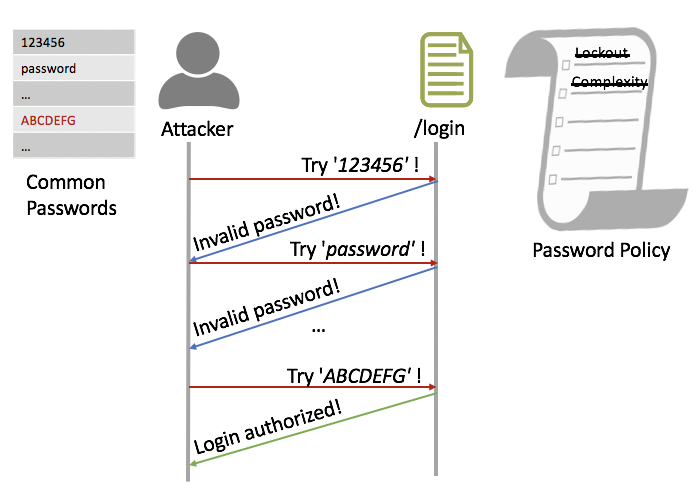 123456
password
...
ABCDEFG
...
Common
Passwords
Attacker
/login
Try '123456' !
Invalid password!
Try 'password' !
Invalid password!
...
Try 'ABCDEFG' !
Login authorized!
Lockout
Complexity
Password Policy